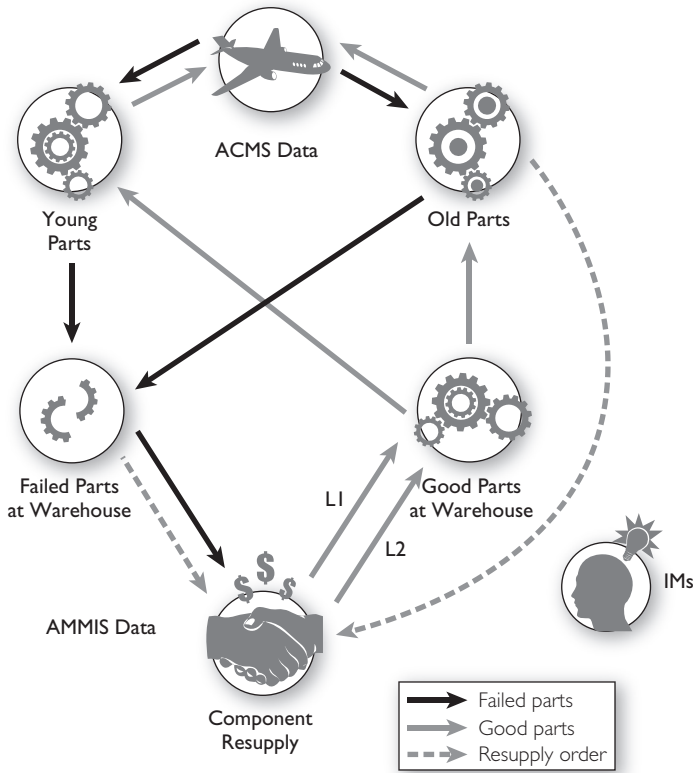 ACMS Data
Young
Parts
Old Parts
Failed Parts
at Warehouse
L1
L2
Good Parts
at Warehouse
$ $ $
IMs
AMMIS Data
Component
Resupply
Failed parts
Good parts
Resupply order